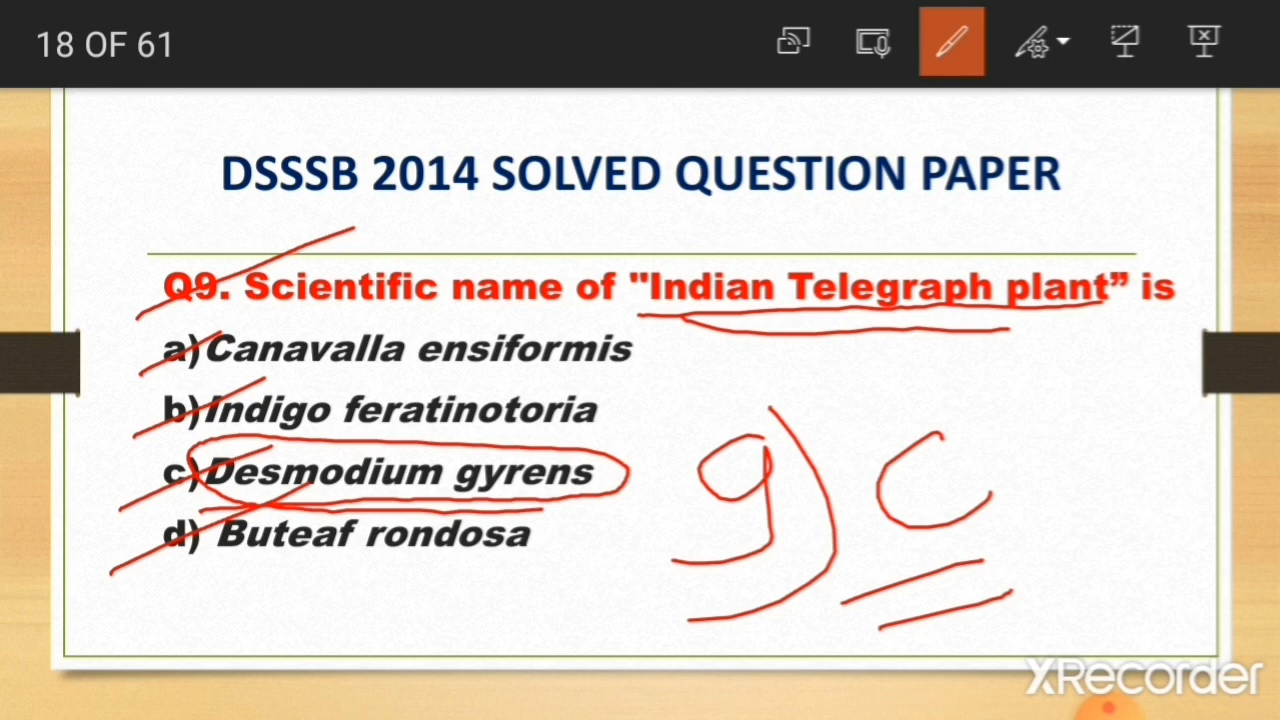 18 OF 61
DSSSB 2014 SOLVED QUESTION PAPER
Q9. Scientific name of "Indian Telegraph plant” is
a)Canavalla ensiformis
b)Indigo feratinotoria
c)Desmodium gyrens
d) Buteaf rondosa
9) c
XRecorder